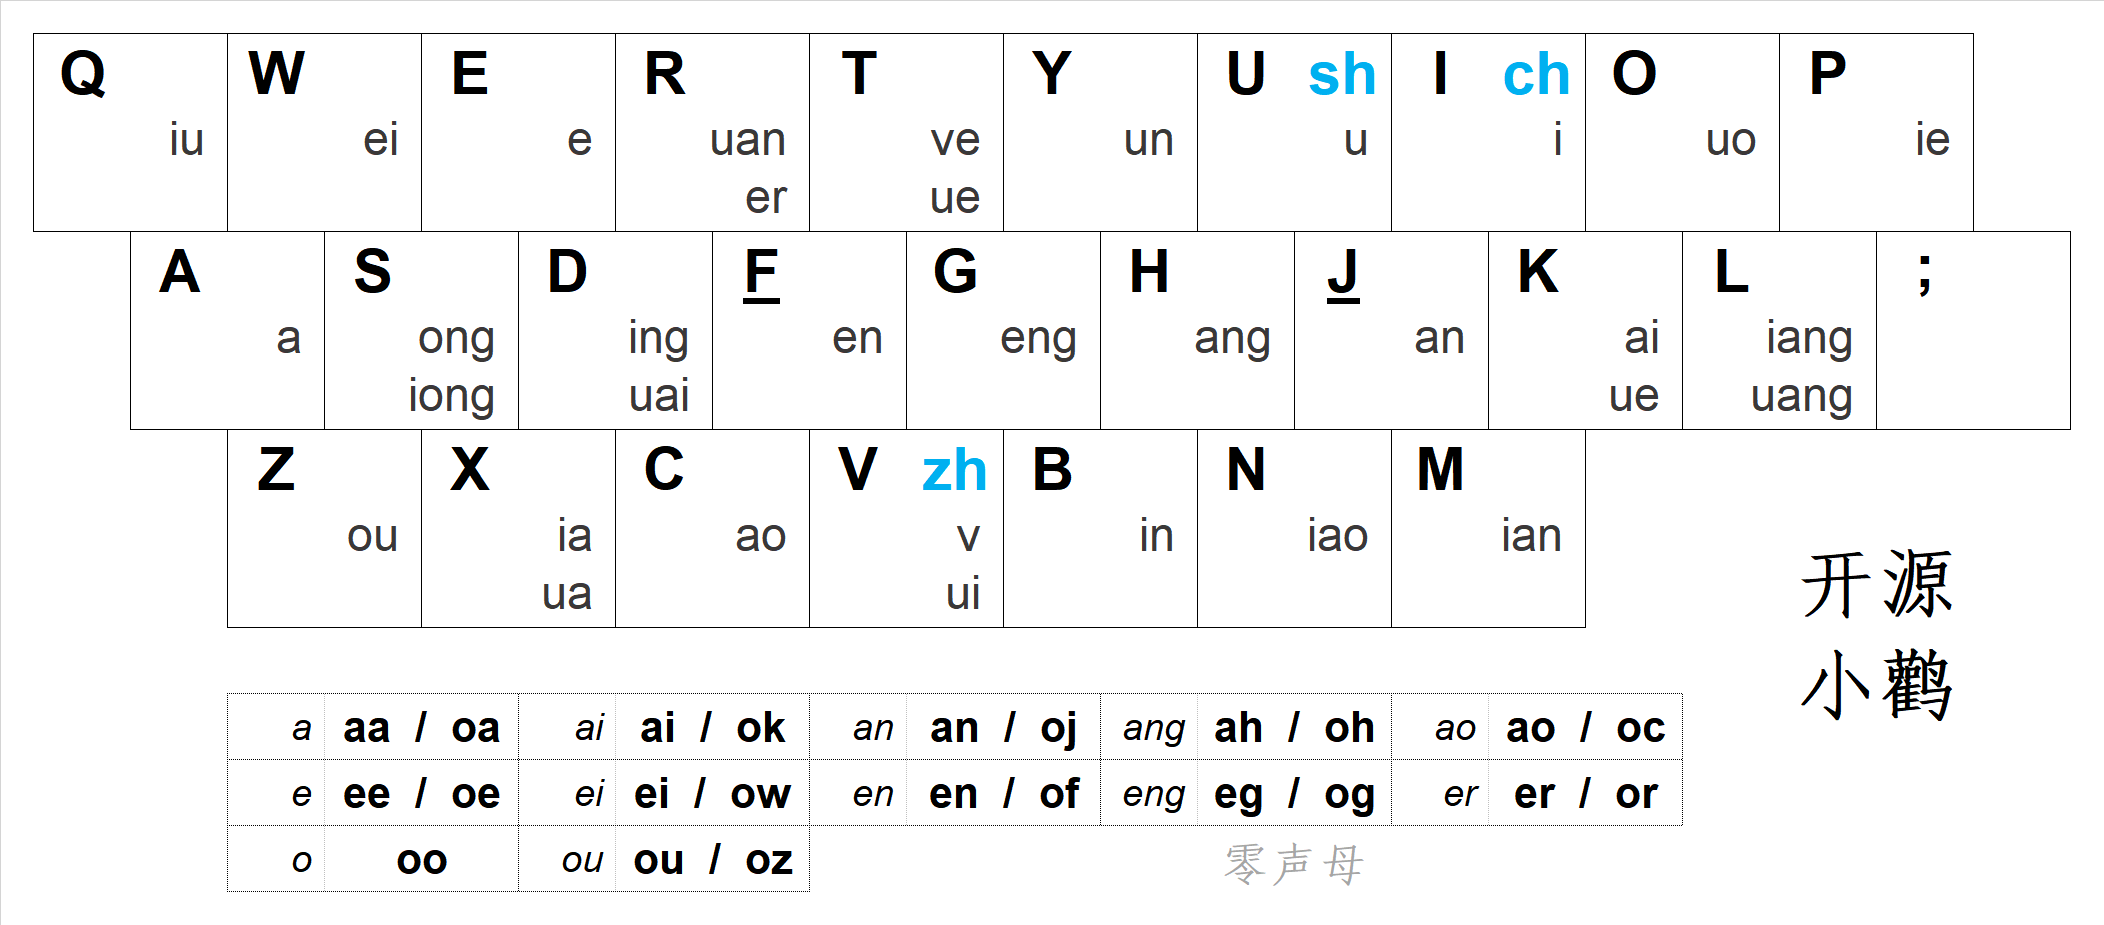 Q W E R T Y U sh I ch O P
iu ei e uan ve un u i uo ie
er ue
A S D F G H J K L ;
a ong ing en eng ang an ai iang
iong uai ue uang
Z X C V zh B N M
ou ia ao v in iao ian
ua ui
开源
小鹳
a aa / oa ai ai / ok an an / oj ang ah / oh ao ao / oc
e ee / oe ei ei / ow en en / of eng eg / og er er / or
o oo ou ou / oz
零声母